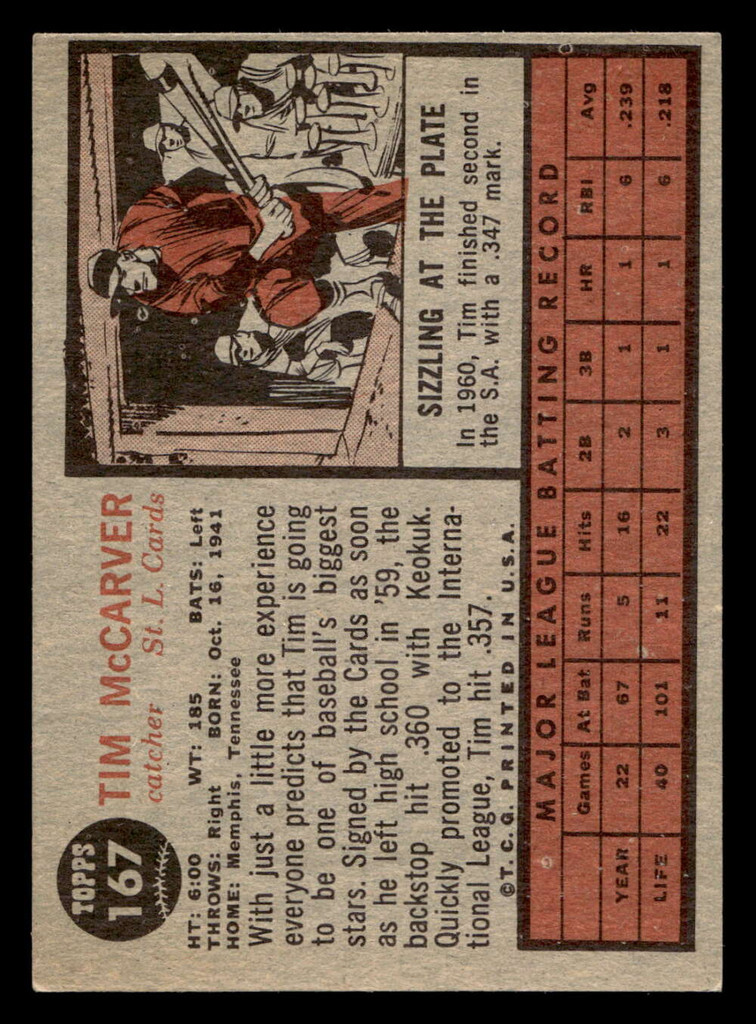 TOPPS
167
TIM McCARVER
catcher St. L. Cards
HT: 6:00 WT: 185 BATS: Left
THROWS: Right BORN: Oct. 16, 1941
HOME: Memphis, Tennessee
With just a little more experience
everyone predicts that Tim is going
to be one of baseball's biggest
stars. Signed by the Cards as soon
as he left high school in '59, the
backstop hit .360 with Keokuk.
Quickly promoted to the Interna-
tional League, Tim hit .357.
©T.C.G. PRINTED IN U.S.A.
SIZZLING AT THE PLATE
In 1960, Tim finished second in
the S.A. with a .347 mark.
MAJOR LEAGUE BATTING RECORD
Games At Bat Runs Hits 2B 3B HR RBI Avg
YEAR 22 67 5 16 2 1 1 6 .239
LIFE 40 101 11 22 3 1 1 6 .218